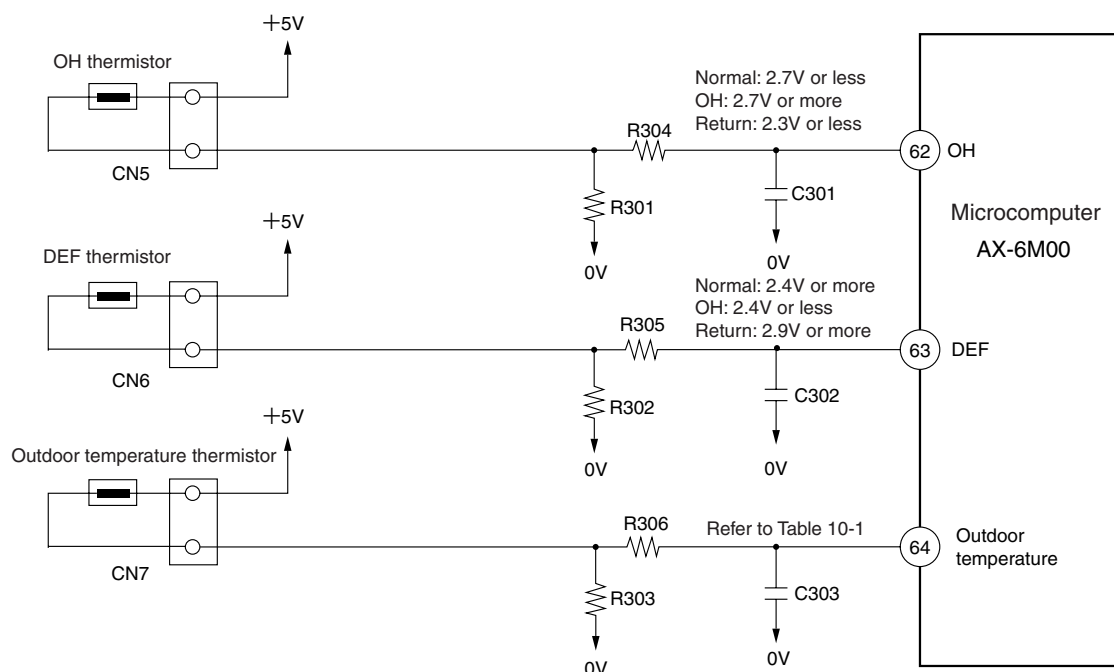 +5V
OH thermistor
CN5
R304
R301
Normal: 2.7V or less
OH: 2.7V or more
Return: 2.3V or less
C301
0V
0V
62
OH
Microcomputer
AX-6M00
+5V
DEF thermistor
CN6
R305
R302
Normal: 2.4V or more
OH: 2.4V or less
Return: 2.9V or more
C302
0V
0V
63
DEF
+5V
Outdoor temperature thermistor
CN7
R306
R303
Refer to Table 10-1
C303
0V
0V
64
Outdoor
temperature